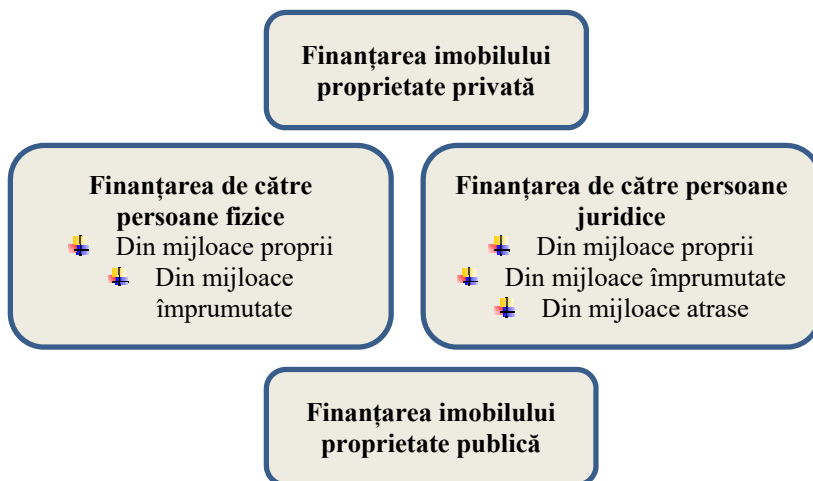 Finanțarea imobilului
proprietate privată
Finanțarea de către
persoane fizice
Din mijloace proprii
Din mijloace
împrumutate
Finanțarea de către persoane
juridice
Din mijloace proprii
Din mijloace împrumutate
Din mijloace atrase
Finanțarea imobilului
proprietate publică